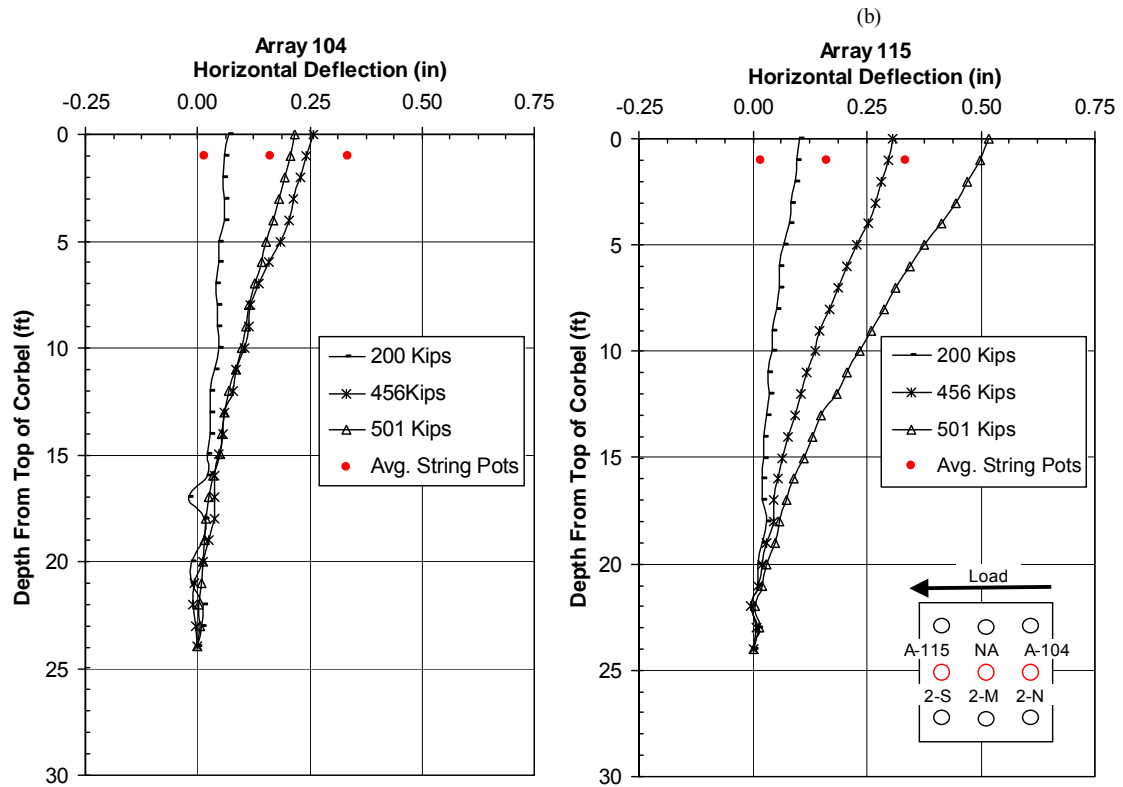 (b)
Array 104
Horizontal Deflection (in)
-0.25 0.00 0.25 0.50 0.75
Depth From Top of Corbel (ft)
0
5
10
15
20
25
30
200 Kips
456Kips
501 Kips
Avg. String Pots
Array 115
Horizontal Deflection (in)
-0.25 0.00 0.25 0.50 0.75
Depth From Top of Corbel (ft)
0
5
10
15
20
25
30
200 Kips
456 Kips
501 Kips
Avg. String Pots
Load
A-115 NA A-104
2-S 2-M 2-N